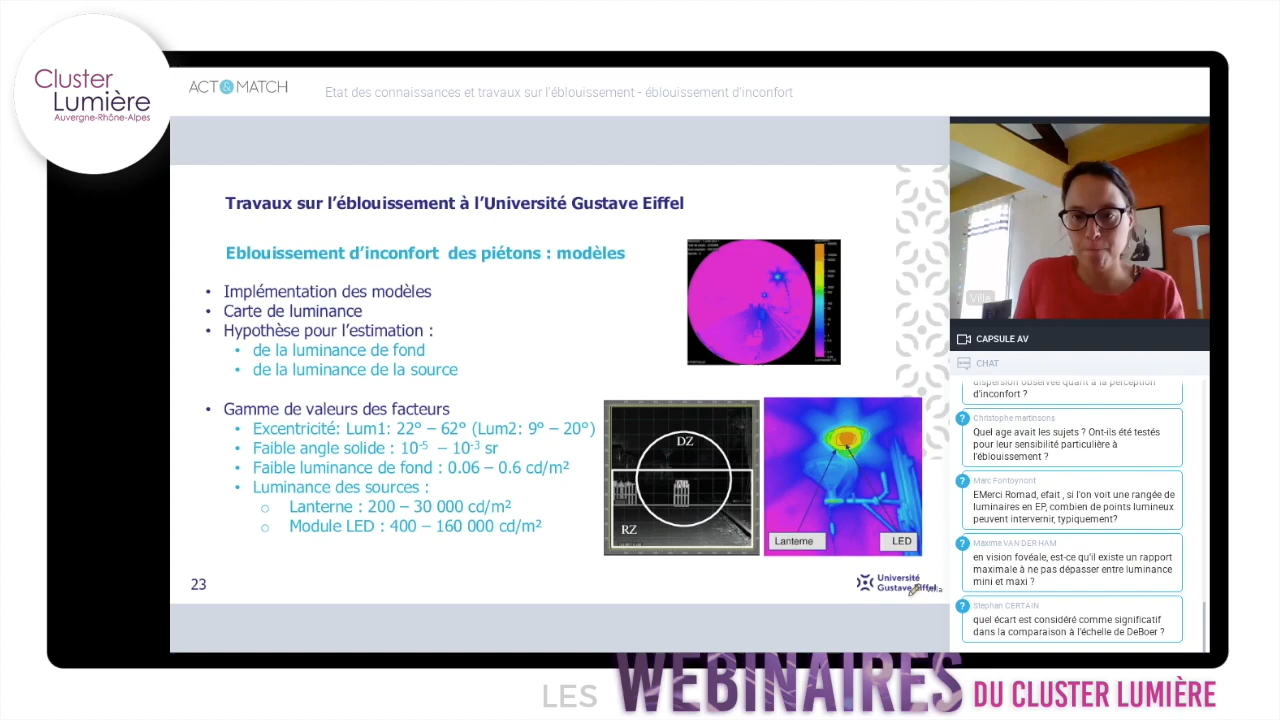 Cluster
Lumière
Auvergne-Rhône-Alpes
ACT & MATCH
Etat des connaissances et travaux sur l'éblouissement - éblouissement d'inconfort
Travaux sur l'éblouissement à l'Université Gustave Eiffel
Eblouissement d'inconfort des piétons : modèles
• Implémentation des modèles
• Carte de luminance
• Hypothèse pour l'estimation :
• de la luminance de fond
• de la luminance de la source
• Gamme de valeurs des facteurs
• Excentricité: Lum1: 22° – 62° (Lum2: 9° – 20°)
• Faible angle solide : 10⁻⁵ – 10⁻³ sr
• Faible luminance de fond : 0.06 – 0.6 cd/m²
• Luminance des sources :
o Lanterne : 200 – 30 000 cd/m²
o Module LED : 400 – 160 000 cd/m²
DZ
RZ
Lanterne
LED
23
Université
Gustave Eiffel
Villa
Villa
CAPSULE AV
CHAT
dispersion observée quant à la perception
d'inconfort ?
? Christophe martinsons
Quel age avait les sujets ? Ont-ils été testés
pour leur sensibilité particulière à
l'éblouissement ?
? Marc Fontoynont
EMerci Romad, efait , si l'on voit une rangée de
luminaires en EP, combien de points lumineux
peuvent intervenir, typiquement?
? Maxime VAN DER HAM
en vision fovéale, est-ce qu'il existe un rapport
maximale à ne pas dépasser entre luminance
mini et maxi ?
? Stephan CERTAIN
quel écart est considéré comme significatif
dans la comparaison à l'échelle de DeBoer ?
LES WEBINAIRES DU CLUSTER LUMIÈRE